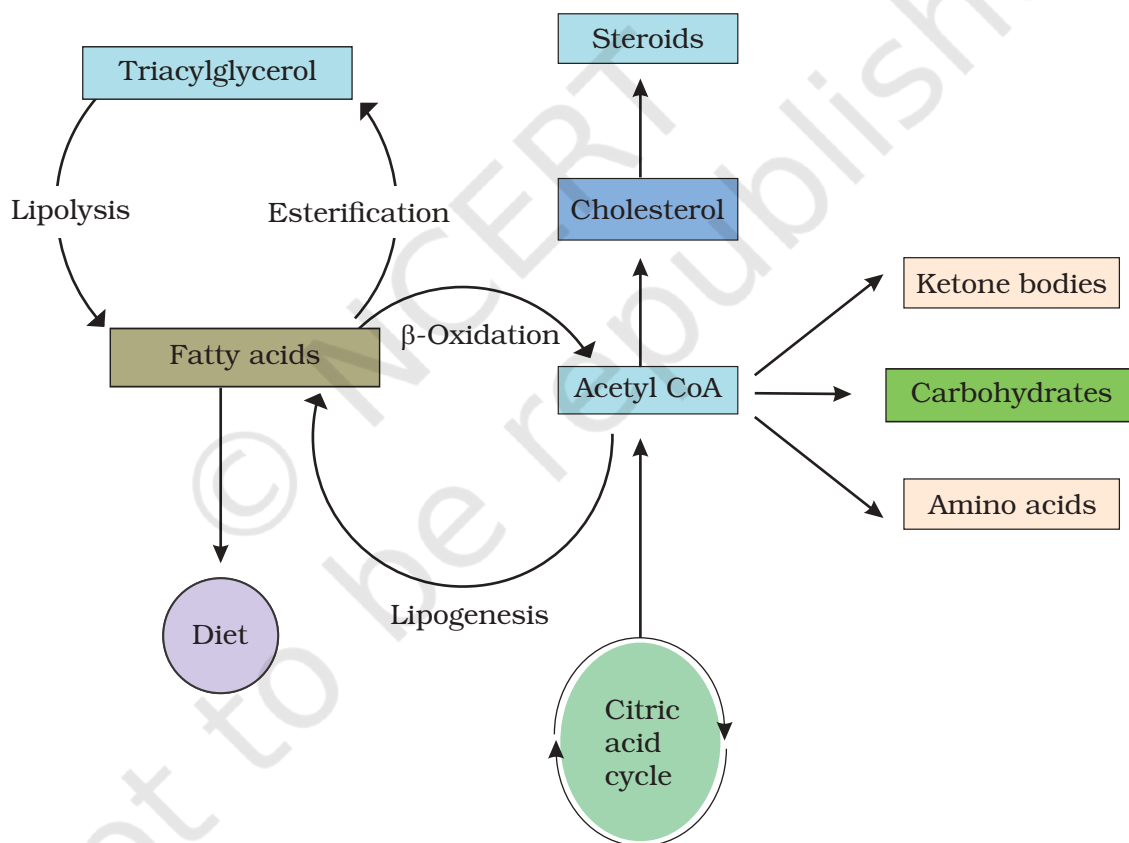 Steroids
Triacylglycerol
Cholesterol
Lipolysis
Esterification
Ketone bodies
β-Oxidation
Fatty acids
Acetyl CoA
Carbohydrates
Amino acids
Lipogenesis
Diet
Citric
acid
cycle
© NCERT
not to be republish